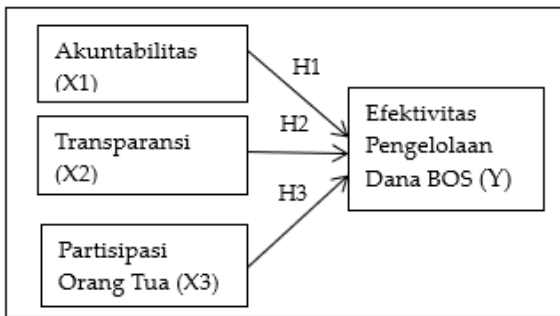 Akuntabilitas
(X1)
H1
Transparansi
(X2)
H2
Partisipasi
Orang Tua (X3)
H3
Efektivitas
Pengelolaan
Dana BOS (Y)